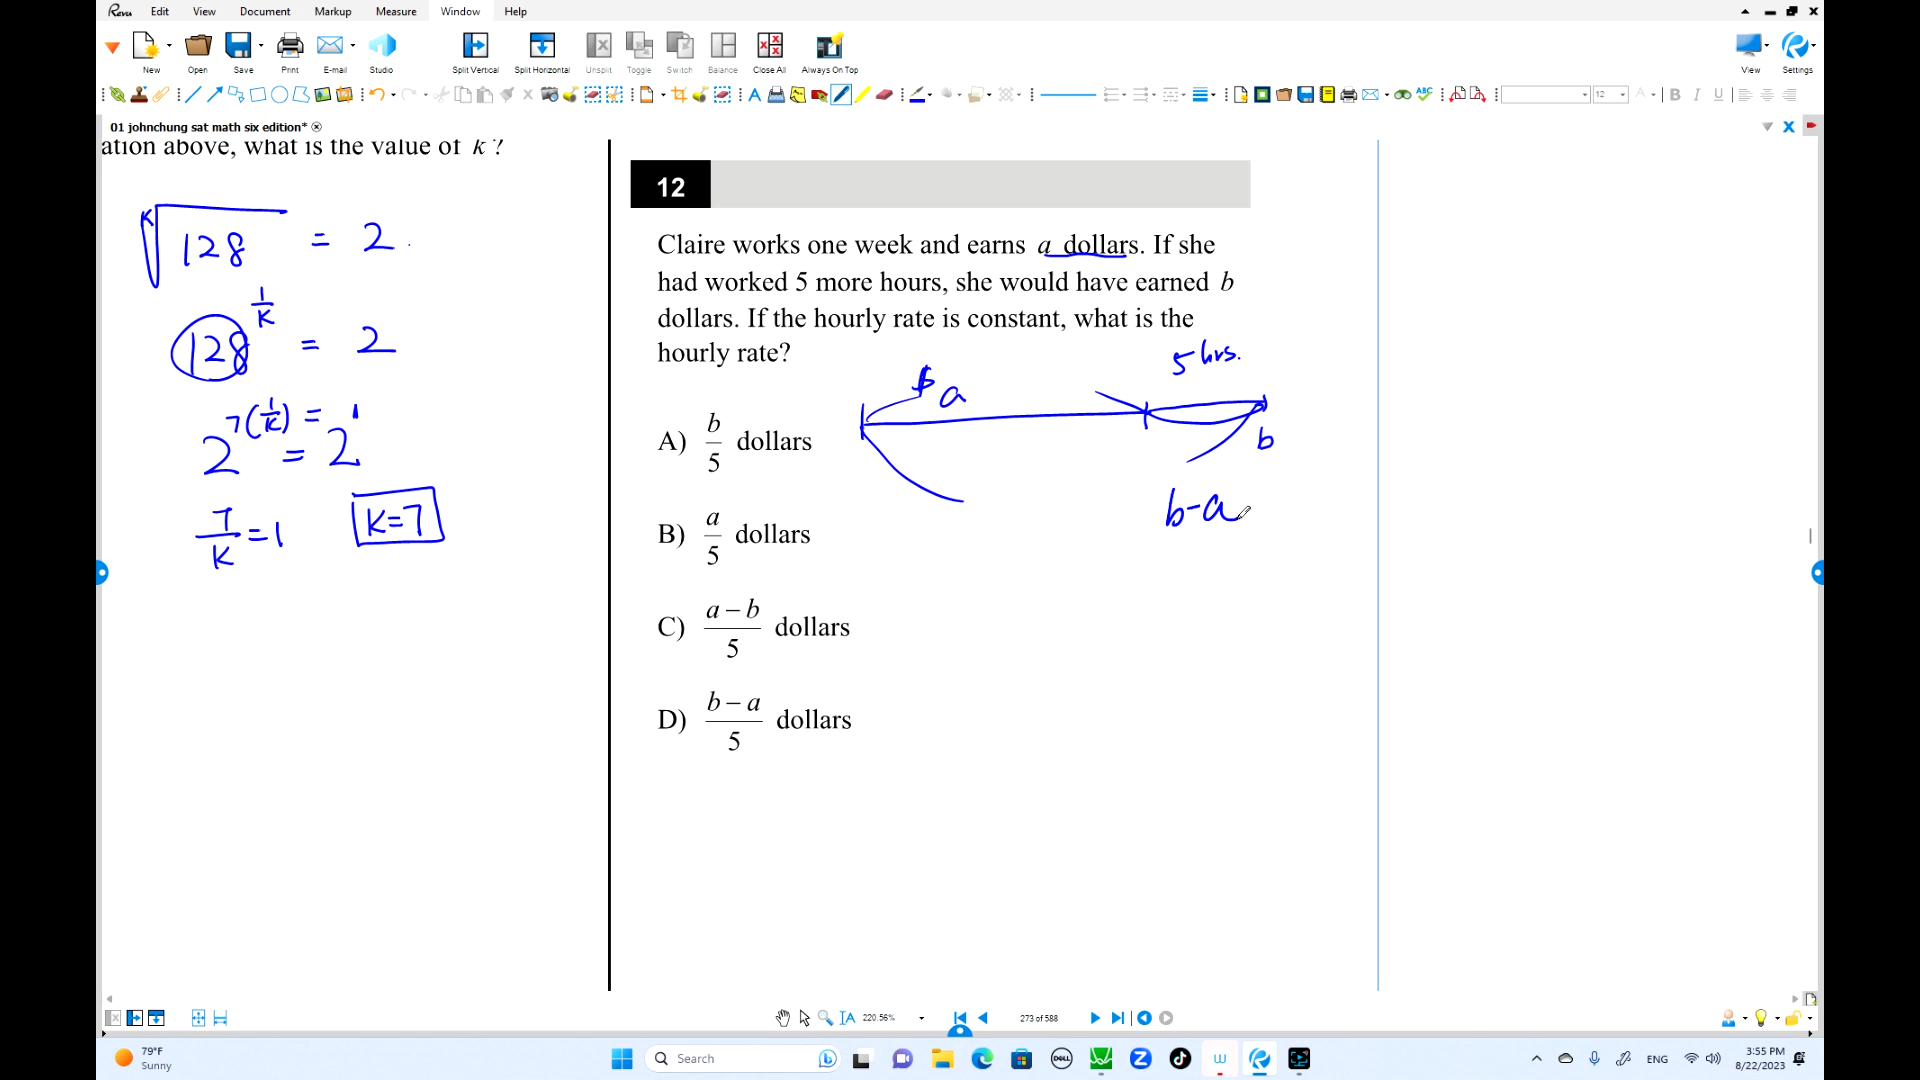 Revu Edit View Document Markup Measure Window Help
New Open Save Print E-mail Studio Split Vertical Split Horizontal Unsplit Toggle Switch Balance Close All Always On Top View Settings
12
01 johnchung sat math six edition*
ation above, what is the value of k ?
ᵏ√128 = 2
128^(1/k) = 2
2^(7(1/k)) = 2^1
=
7/k = 1
k=7
12
Claire works one week and earns a dollars. If she
had worked 5 more hours, she would have earned b
dollars. If the hourly rate is constant, what is the
hourly rate?
5 hrs.
$ a
b
b-a
A) b/5 dollars
B) a/5 dollars
C) a – b/5 dollars
D) b – a/5 dollars
220.56%
273 of 588
79°F
Sunny
Search
DELL
ENG
3:55 PM
8/22/2023